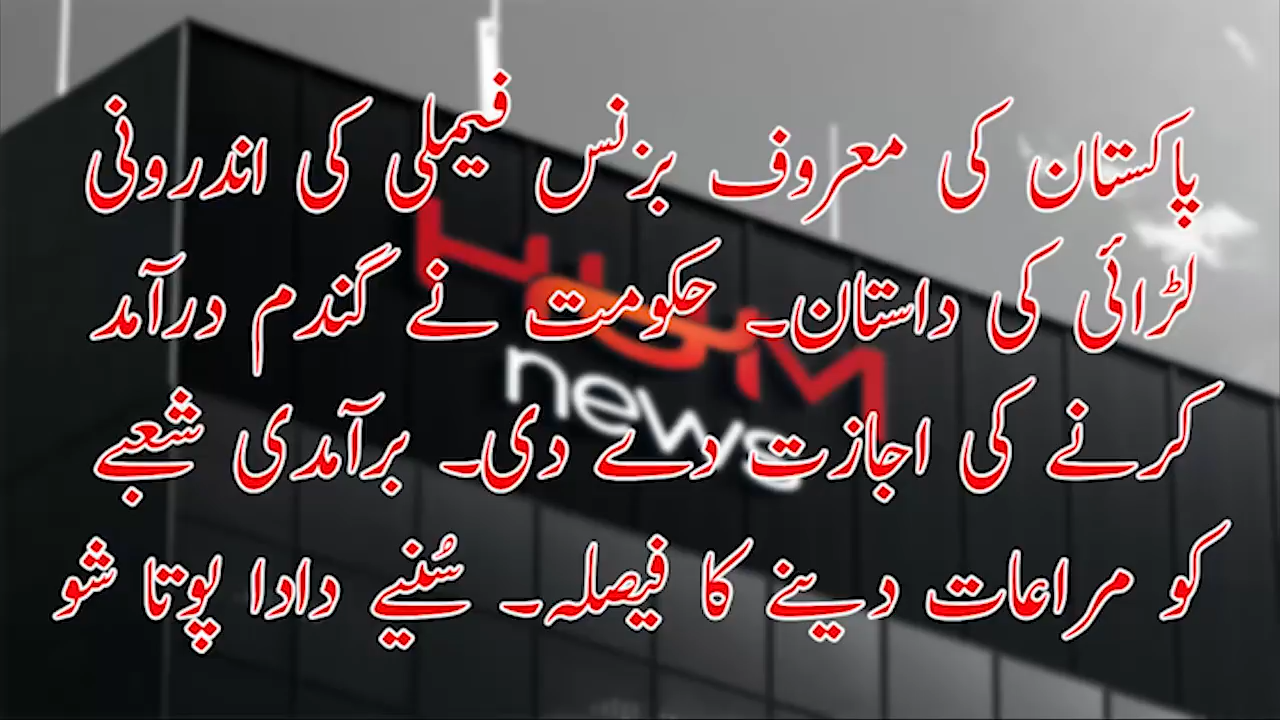 پاکستان کی معروف بزنس فیملی کی اندرونی
لڑائی کی داستان۔ حکومت نے گندم درآمد
کرنے کی اجازت دے دی۔ برآمدی شعبے
کو مراعات دینے کا فیصلہ۔ سُنیے دادا پوتا شو
HUM
news